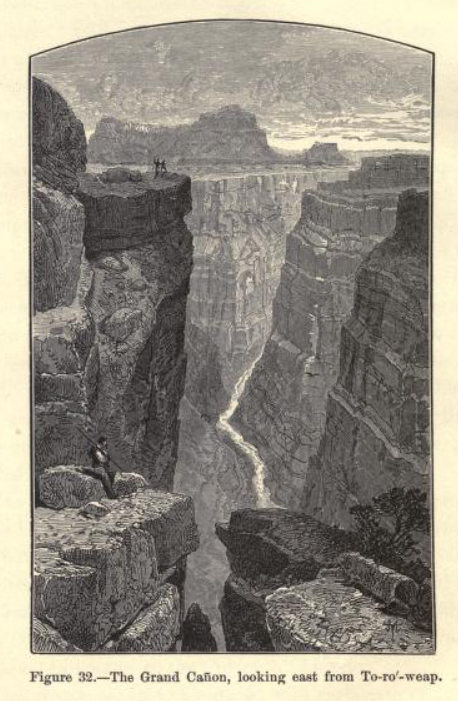 Figure 32.—The Grand Cañon, looking east from To-ro′-weap.